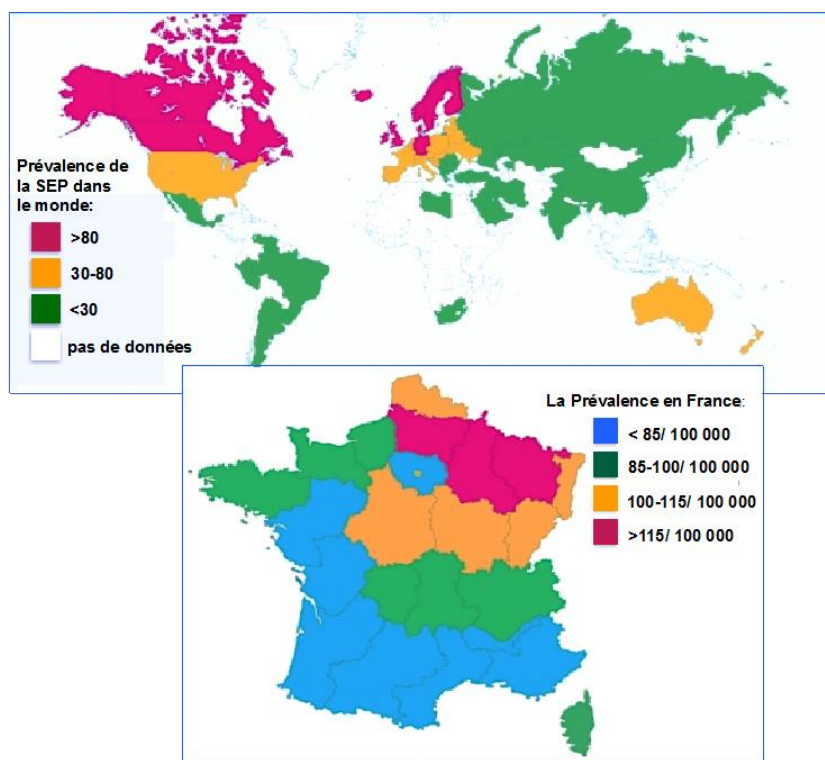 Prévalence de
la SEP dans
le monde:
>80
30-80
<30
pas de données
La Prévalence en France:
< 85/ 100 000
85-100/ 100 000
100-115/ 100 000
>115/ 100 000